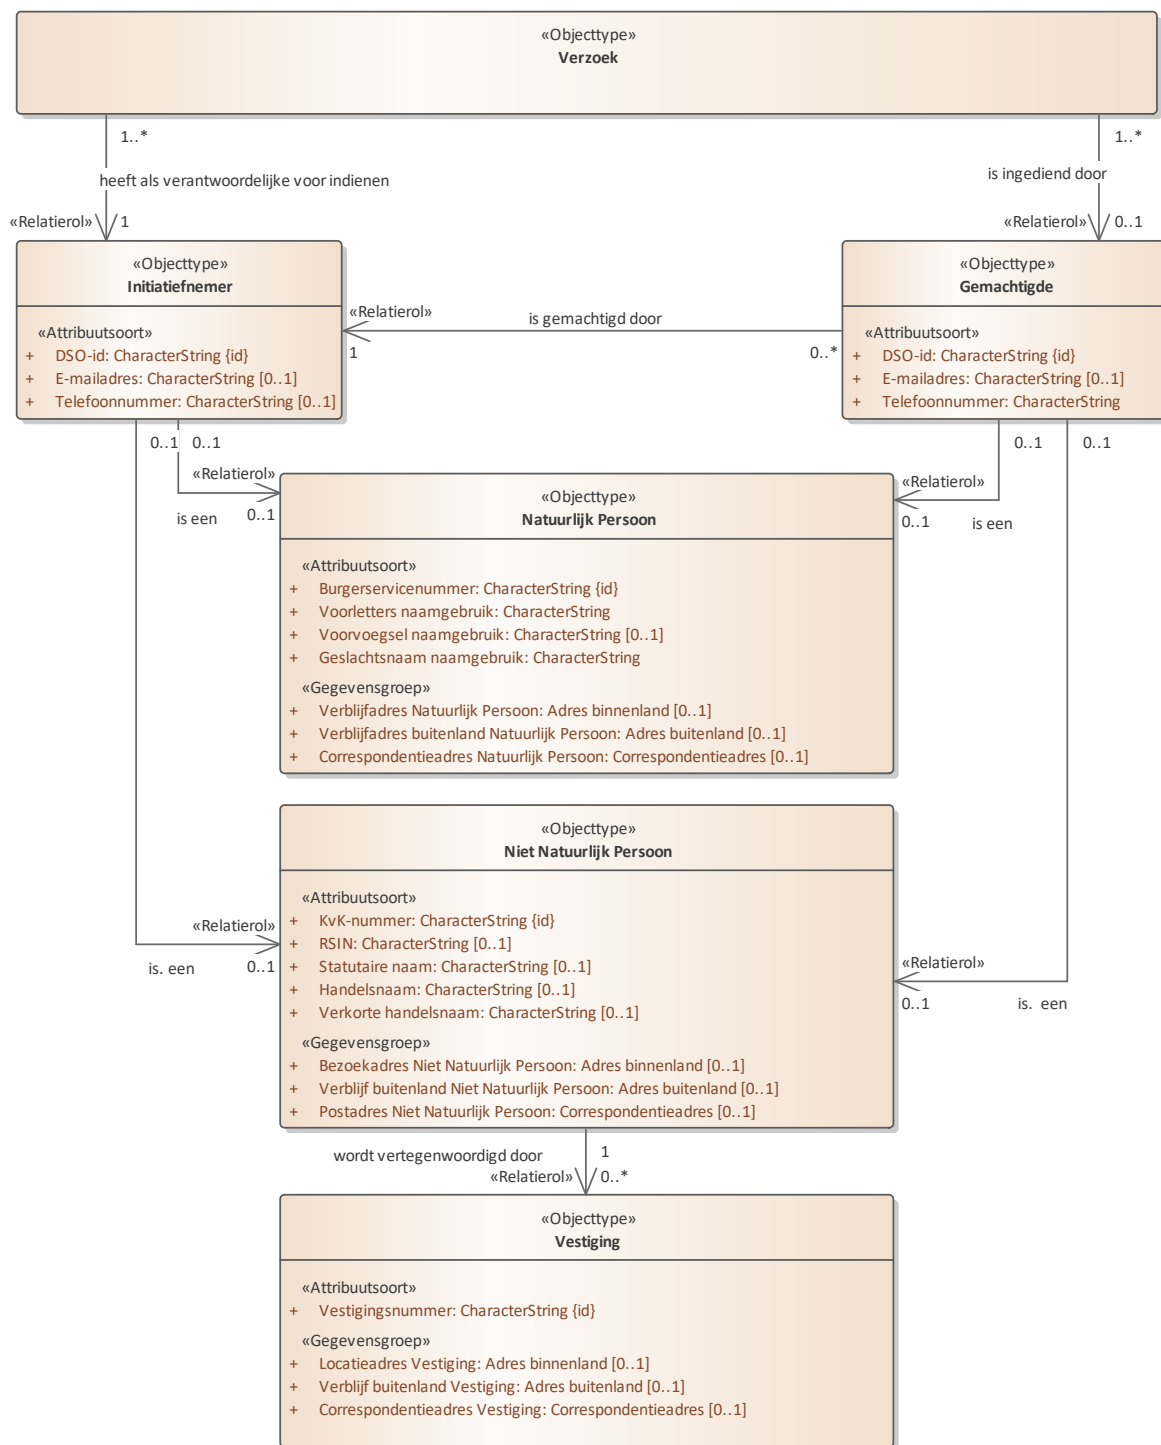 «Objecttype»
Verzoek
1..*
1..*
heeft als verantwoordelijke voor indienen
is ingediend door
«Relatierol»
1
«Relatierol»
0..1
«Objecttype»
Initiatiefnemer
«Attribuutsoort»
+ DSO-id: CharacterString {id}
+ E-mailadres: CharacterString [0..1]
+ Telefoonnummer: CharacterString [0..1]
«Relatierol»
is gemachtigd door
1
0..*
«Objecttype»
Gemachtigde
«Attribuutsoort»
+ DSO-id: CharacterString {id}
+ E-mailadres: CharacterString [0..1]
+ Telefoonnummer: CharacterString
0..1
0..1
0..1
0..1
«Relatierol»
is een
0..1
«Relatierol»
0..1
is een
«Objecttype»
Natuurlijk Persoon
«Attribuutsoort»
+ Burgerservicenummer: CharacterString {id}
+ Voorletters naamgebruik: CharacterString
+ Voorvoegsel naamgebruik: CharacterString [0..1]
+ Geslachtsnaam naamgebruik: CharacterString
«Gegevensgroep»
+ Verblijfadres Natuurlijk Persoon: Adres binnenland [0..1]
+ Verblijfadres buitenland Natuurlijk Persoon: Adres buitenland [0..1]
+ Correspondentieadres Natuurlijk Persoon: Correspondentieadres [0..1]
«Objecttype»
Niet Natuurlijk Persoon
«Attribuutsoort»
+ KvK-nummer: CharacterString {id}
+ RSIN: CharacterString [0..1]
+ Statutaire naam: CharacterString [0..1]
+ Handelsnaam: CharacterString [0..1]
+ Verkorte handelsnaam: CharacterString [0..1]
«Gegevensgroep»
+ Bezoekadres Niet Natuurlijk Persoon: Adres binnenland [0..1]
+ Verblijf buitenland Niet Natuurlijk Persoon: Adres buitenland [0..1]
+ Postadres Niet Natuurlijk Persoon: Correspondentieadres [0..1]
«Relatierol»
is. een
0..1
«Relatierol»
0..1
is. een
wordt vertegenwoordigd door
1
«Relatierol»
0..*
«Objecttype»
Vestiging
«Attribuutsoort»
+ Vestigingsnummer: CharacterString {id}
«Gegevensgroep»
+ Locatieadres Vestiging: Adres binnenland [0..1]
+ Verblijf buitenland Vestiging: Adres buitenland [0..1]
+ Correspondentieadres Vestiging: Correspondentieadres [0..1]